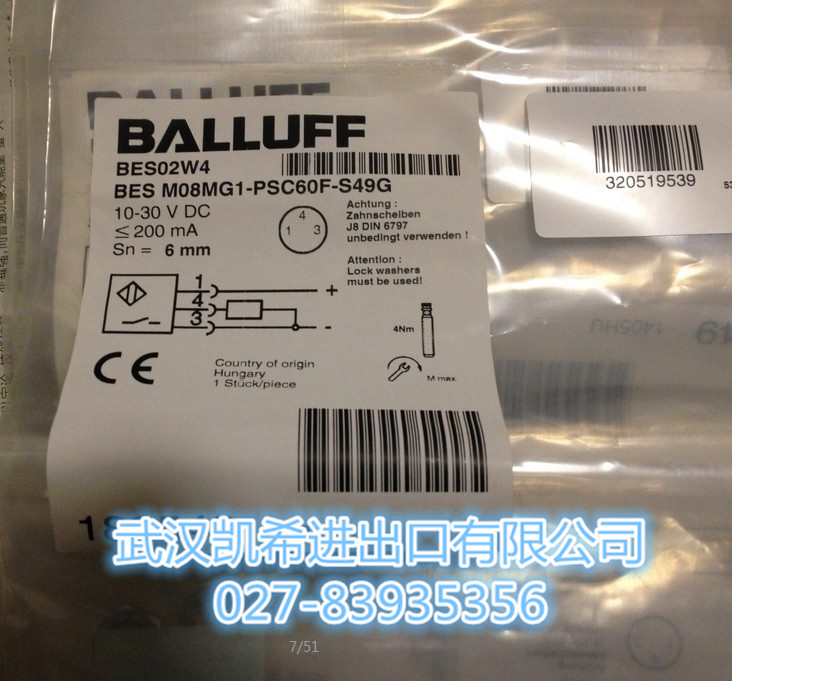 BALLUFF
BES02W4
BES M08MG1-PSC60F-S49G
10-30 V DC
≤ 200 mA
Sn = 6 mm
4
1 3
Achtung :
Zahnscheiben
J8 DIN 6797
unbedingt verwenden !
Attention :
Lock washers
must be used!
1 +
4
3 -
4Nm
M max.
CE
Country of origin
Hungary
1 Stück/piece
320519539
1405HU
49
武汉凯希进出口有限公司
027-83935356
7/51